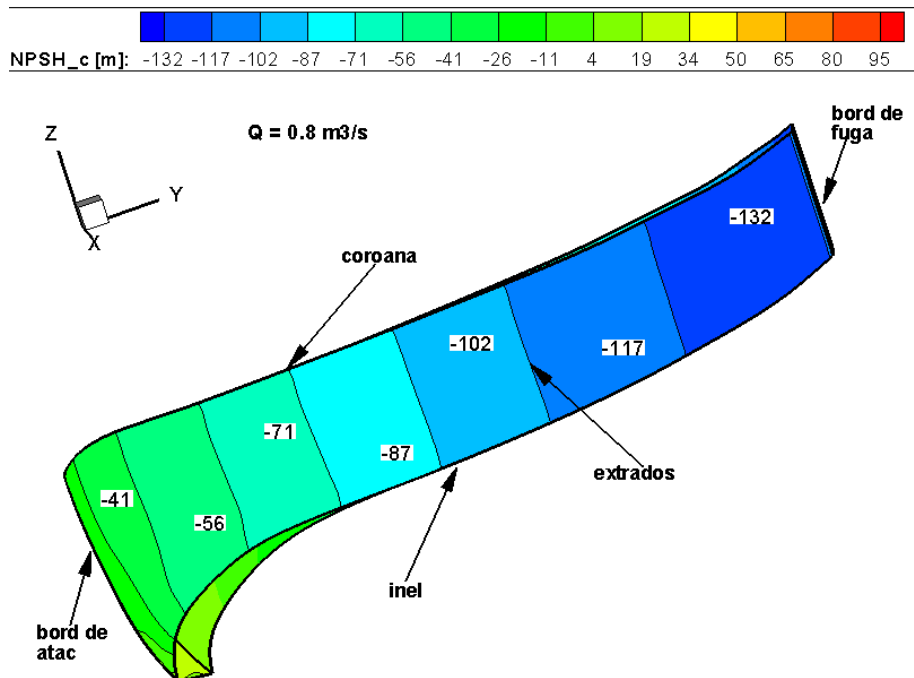 NPSH_c [m]: -132 -117 -102 -87 -71 -56 -41 -26 -11 4 19 34 50 65 80 95
Z
Q = 0.8 m3/s
bord de
fuga
Y
X
coroana
-132
-102
-117
-71
-87
extrados
-41
-56
inel
bord de
atac